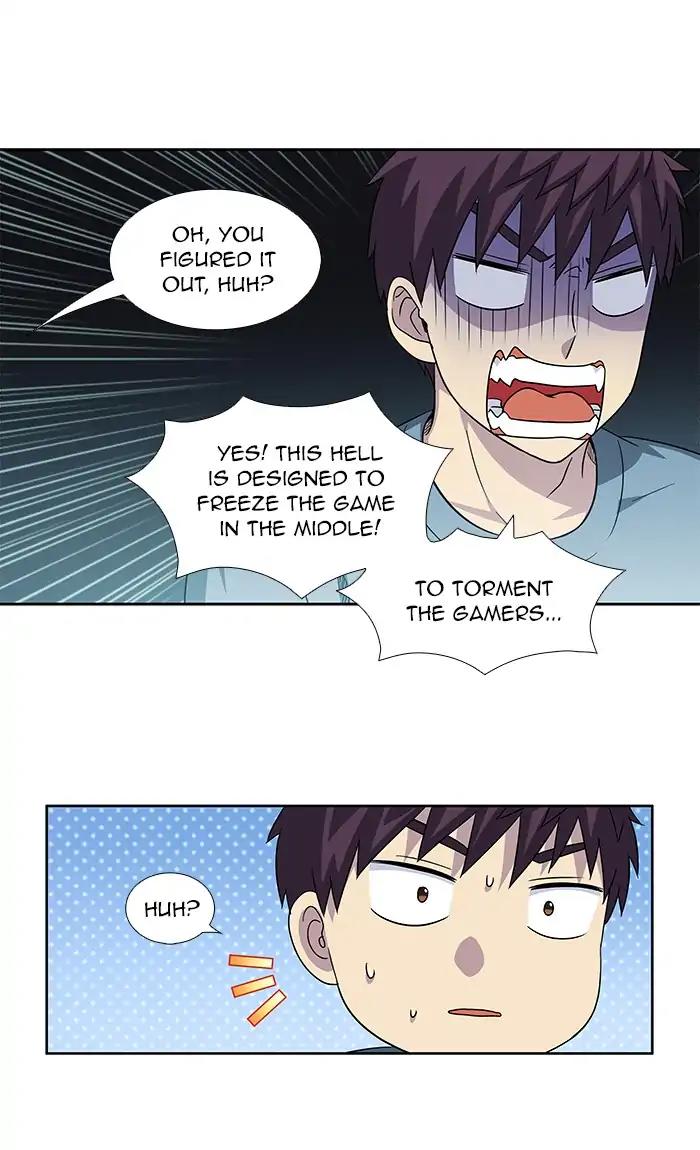 OH, YOU
FIGURED IT
OUT, HUH?
YES! THIS HELL
IS DESIGNED TO
FREEZE THE GAME
IN THE MIDDLE!
TO TORMENT
THE GAMERS...
HUH?